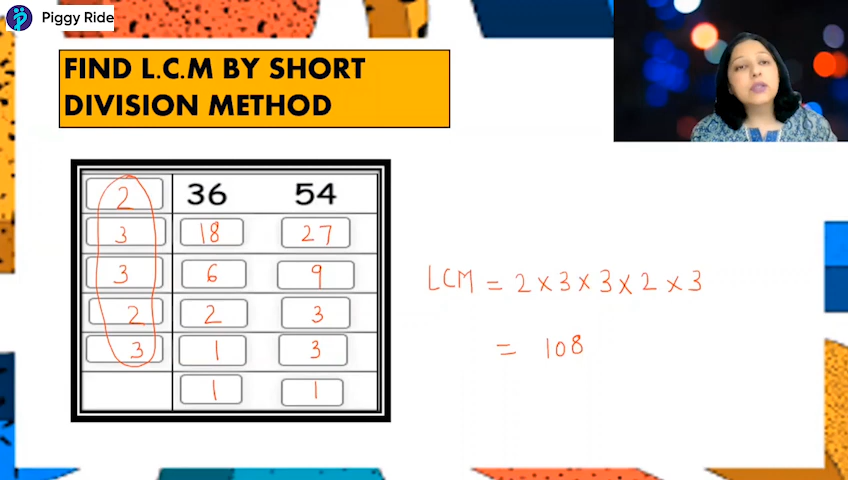 Piggy Ride
FIND L.C.M BY SHORT
DIVISION METHOD
2 36 54
3 18 27
3 6 9
2 2 3
3 1 3
1 1
LCM = 2 × 3 × 3 × 2 × 3
= 108